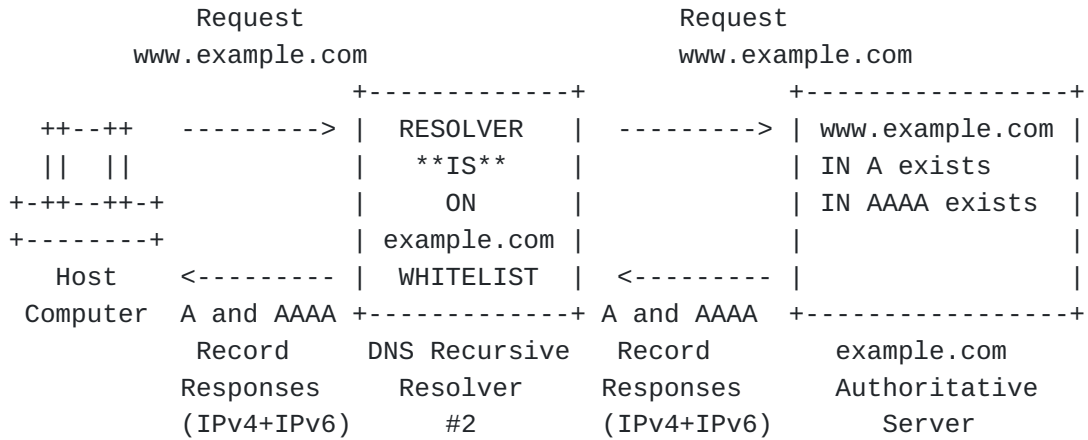 Request Request
www.example.com www.example.com
+-------------+ +-----------------+
++--++ ---------> | RESOLVER | ---------> | www.example.com |
|| || | **IS** | | IN A exists |
+-++--++-+ | ON | | IN AAAA exists |
+--------+ | example.com | | |
Host <--------- | WHITELIST | <--------- | |
Computer A and AAAA +-------------+ A and AAAA +-----------------+
Record DNS Recursive Record example.com
Responses Resolver Responses Authoritative
(IPv4+IPv6) #2 (IPv4+IPv6) Server